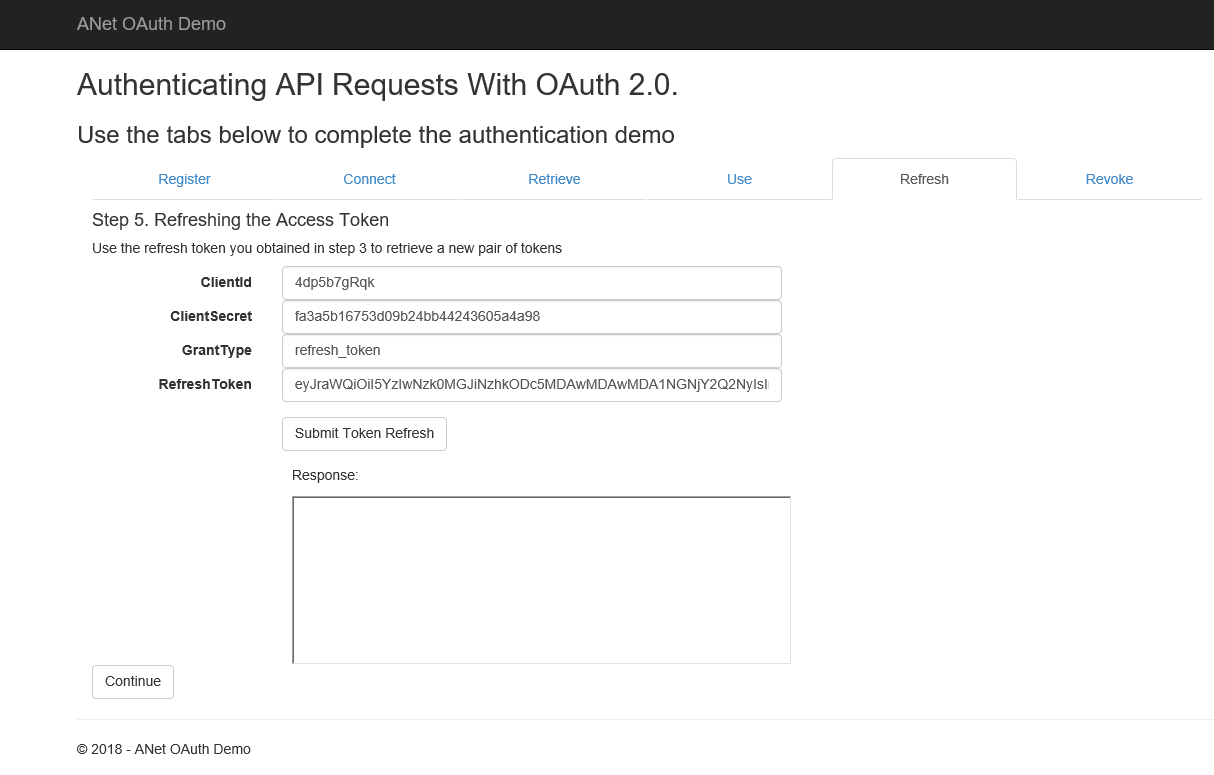 ANet OAuth Demo
Authenticating API Requests With OAuth 2.0.
Use the tabs below to complete the authentication demo
Register Connect Retrieve Use Refresh Revoke
Step 5. Refreshing the Access Token
Use the refresh token you obtained in step 3 to retrieve a new pair of tokens
ClientId 4dp5b7gRqk
ClientSecret fa3a5b16753d09b24bb44243605a4a98
GrantType refresh_token
RefreshToken
Submit Token Refresh
Response:
Continue
© 2018 - ANet OAuth Demo